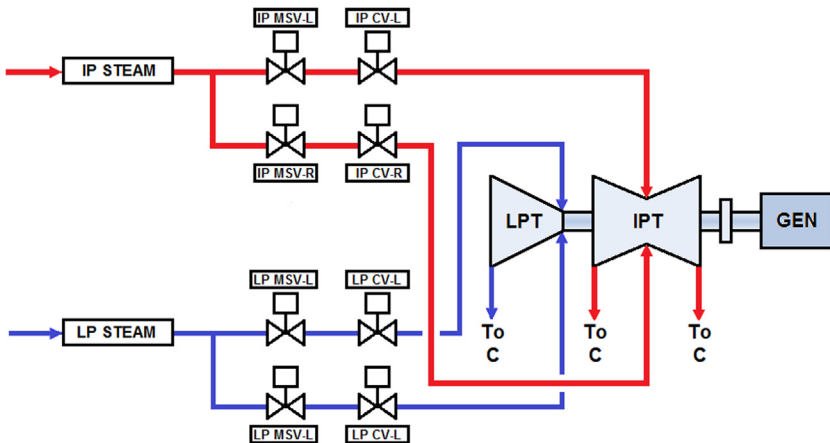 IP MSV-L
IP CV-L
IP STEAM
IP MSV-R
IP CV-R
LPT
IPT
GEN
LP MSV-L
LP CV-L
LP STEAM
To
C
To
C
To
C
LP MSV-L
LP CV-L